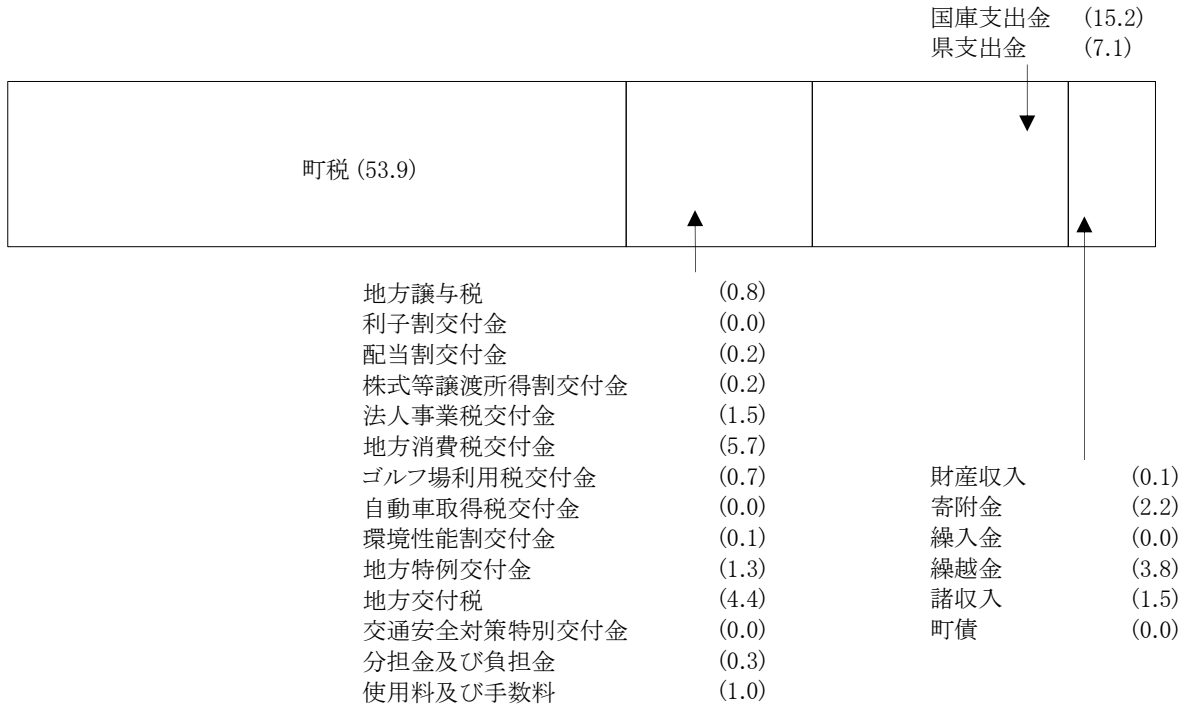 国庫支出金 (15.2)
県支出金 (7.1)
町税 (53.9)
地方譲与税 (0.8)
利子割交付金 (0.0)
配当割交付金 (0.2)
株式等譲渡所得割交付金 (0.2)
法人事業税交付金 (1.5)
地方消費税交付金 (5.7)
ゴルフ場利用税交付金 (0.7)
自動車取得税交付金 (0.0)
環境性能割交付金 (0.1)
地方特例交付金 (1.3)
地方交付税 (4.4)
交通安全対策特別交付金 (0.0)
分担金及び負担金 (0.3)
使用料及び手数料 (1.0)
財産収入 (0.1)
寄附金 (2.2)
繰入金 (0.0)
繰越金 (3.8)
諸収入 (1.5)
町債 (0.0)